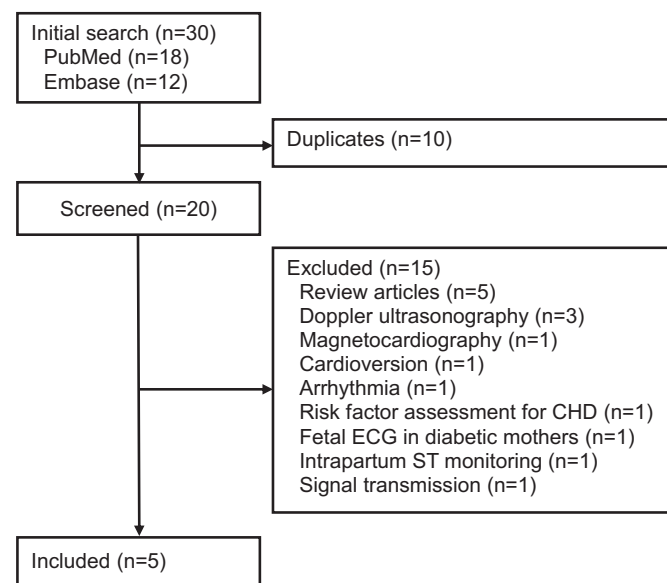 Initial search (n=30)
PubMed (n=18)
Embase (n=12)
Duplicates (n=10)
Screened (n=20)
Excluded (n=15)
Review articles (n=5)
Doppler ultrasonography (n=3)
Magnetocardiography (n=1)
Cardioversion (n=1)
Arrhythmia (n=1)
Risk factor assessment for CHD (n=1)
Fetal ECG in diabetic mothers (n=1)
Intrapartum ST monitoring (n=1)
Signal transmission (n=1)
Included (n=5)